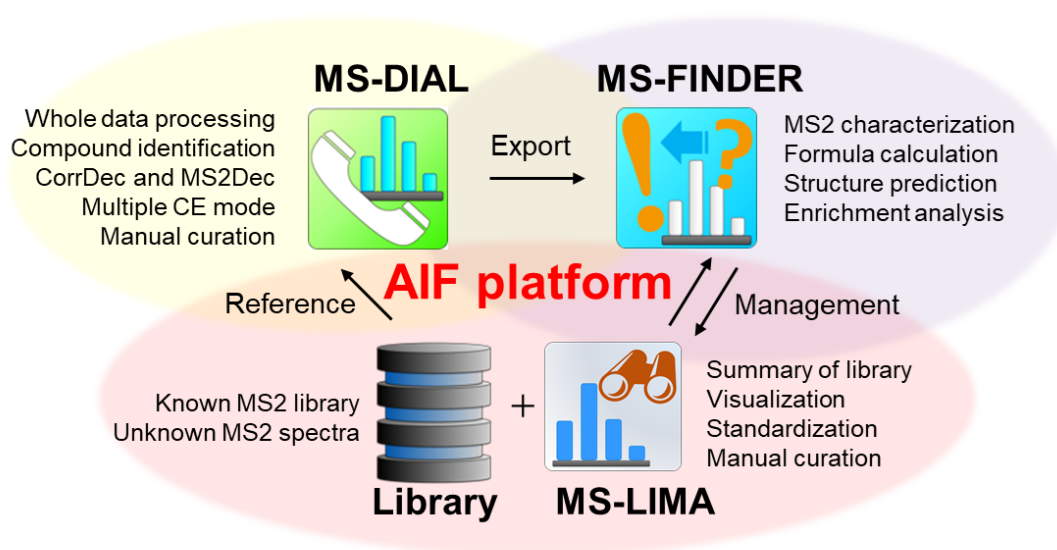 MS-DIAL
Whole data processing
Compound identification
CorrDec and MS2Dec
Multiple CE mode
Manual curation
Export
MS-FINDER
! ?
MS2 characterization
Formula calculation
Structure prediction
Enrichment analysis
AIF platform
Reference
Management
Known MS2 library
Unknown MS2 spectra
Library
+
MS-LIMA
Summary of library
Visualization
Standardization
Manual curation